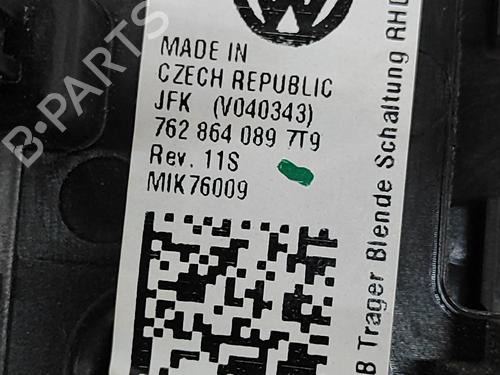 MADE IN
CZECH REPUBLIC
JFK (V040343)
762 864 089 7T9
Rev. 11S
MIK76009
B Trager Blende Schaltung RHD
B-PARTS